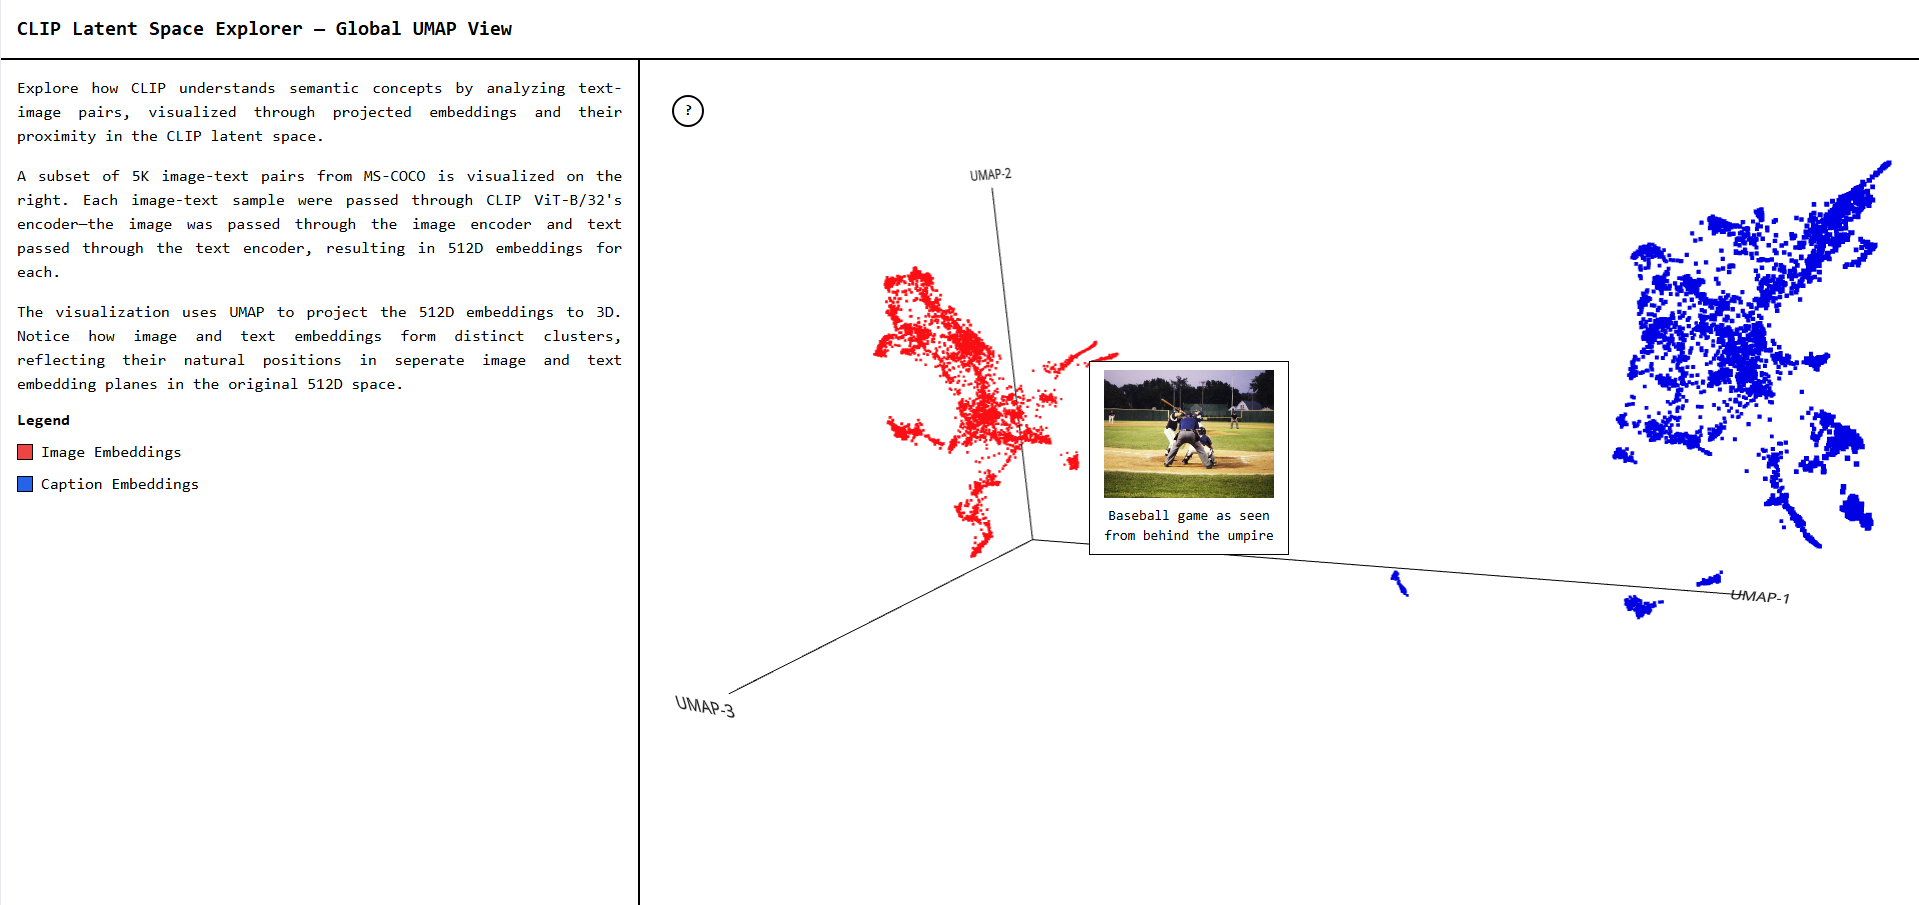 CLIP Latent Space Explorer — Global UMAP View
Explore how CLIP understands semantic concepts by analyzing text-
image pairs, visualized through projected embeddings and their
proximity in the CLIP latent space.
A subset of 5K image-text pairs from MS-COCO is visualized on the
right. Each image-text sample were passed through CLIP ViT-B/32's
encoder—the image was passed through the image encoder and text
passed through the text encoder, resulting in 512D embeddings for
each.
The visualization uses UMAP to project the 512D embeddings to 3D.
Notice how image and text embeddings form distinct clusters,
reflecting their natural positions in seperate image and text
embedding planes in the original 512D space.
Legend
Image Embeddings
Caption Embeddings
?
UMAP-2
Baseball game as seen
from behind the umpire
UMAP-1
UMAP-3